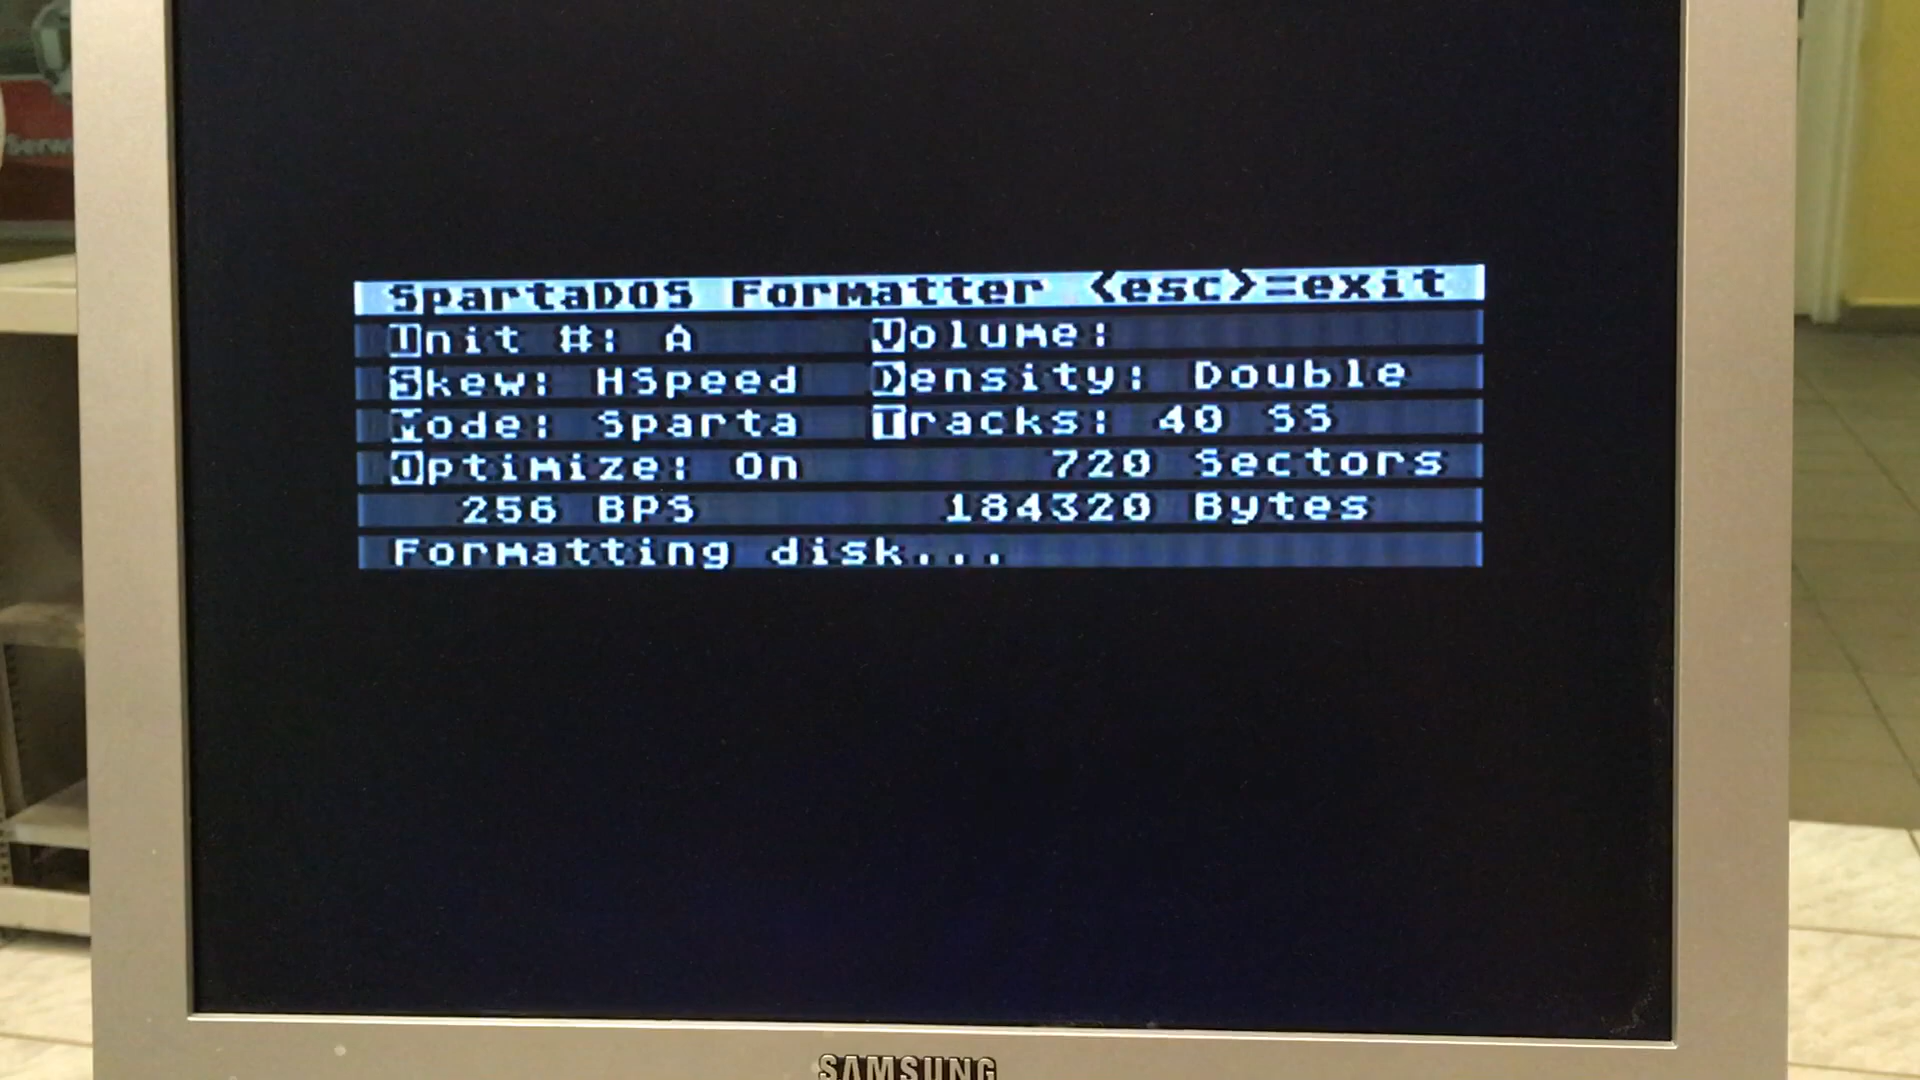 SpartaDOS Formatter <esc>=exit
Unit #: A Volume:
Skew: HSpeed Density: Double
Mode: Sparta Tracks: 40 SS
Optimize: On 720 Sectors
256 BPS 184320 Bytes
Formatting disk...
SAMSUNG